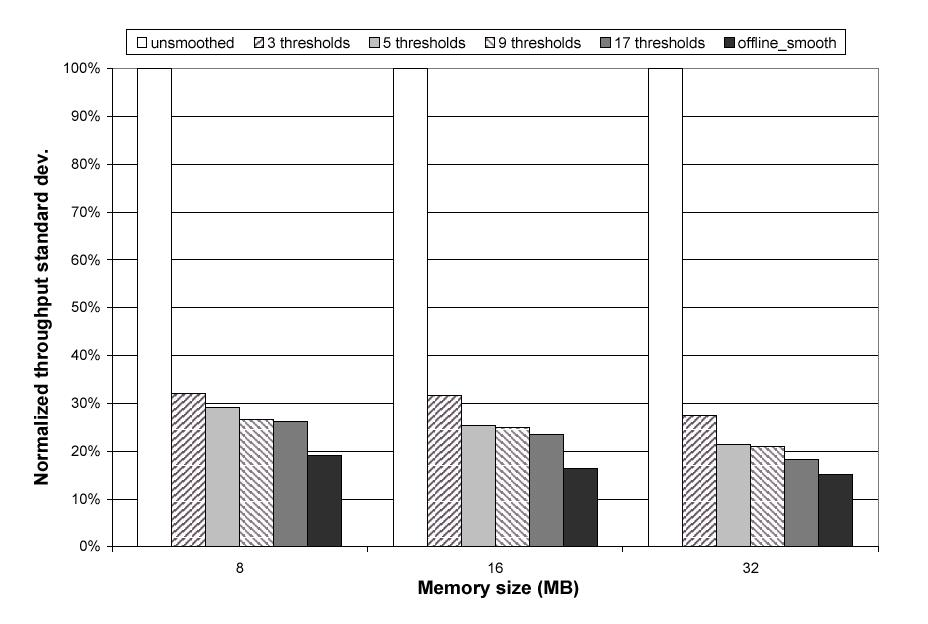 unsmoothed 3 thresholds 5 thresholds 9 thresholds 17 thresholds offline_smooth
100%
90%
80%
70%
60%
50%
40%
30%
20%
10%
0%
Normalized throughput standard dev.
8 16 32
Memory size (MB)